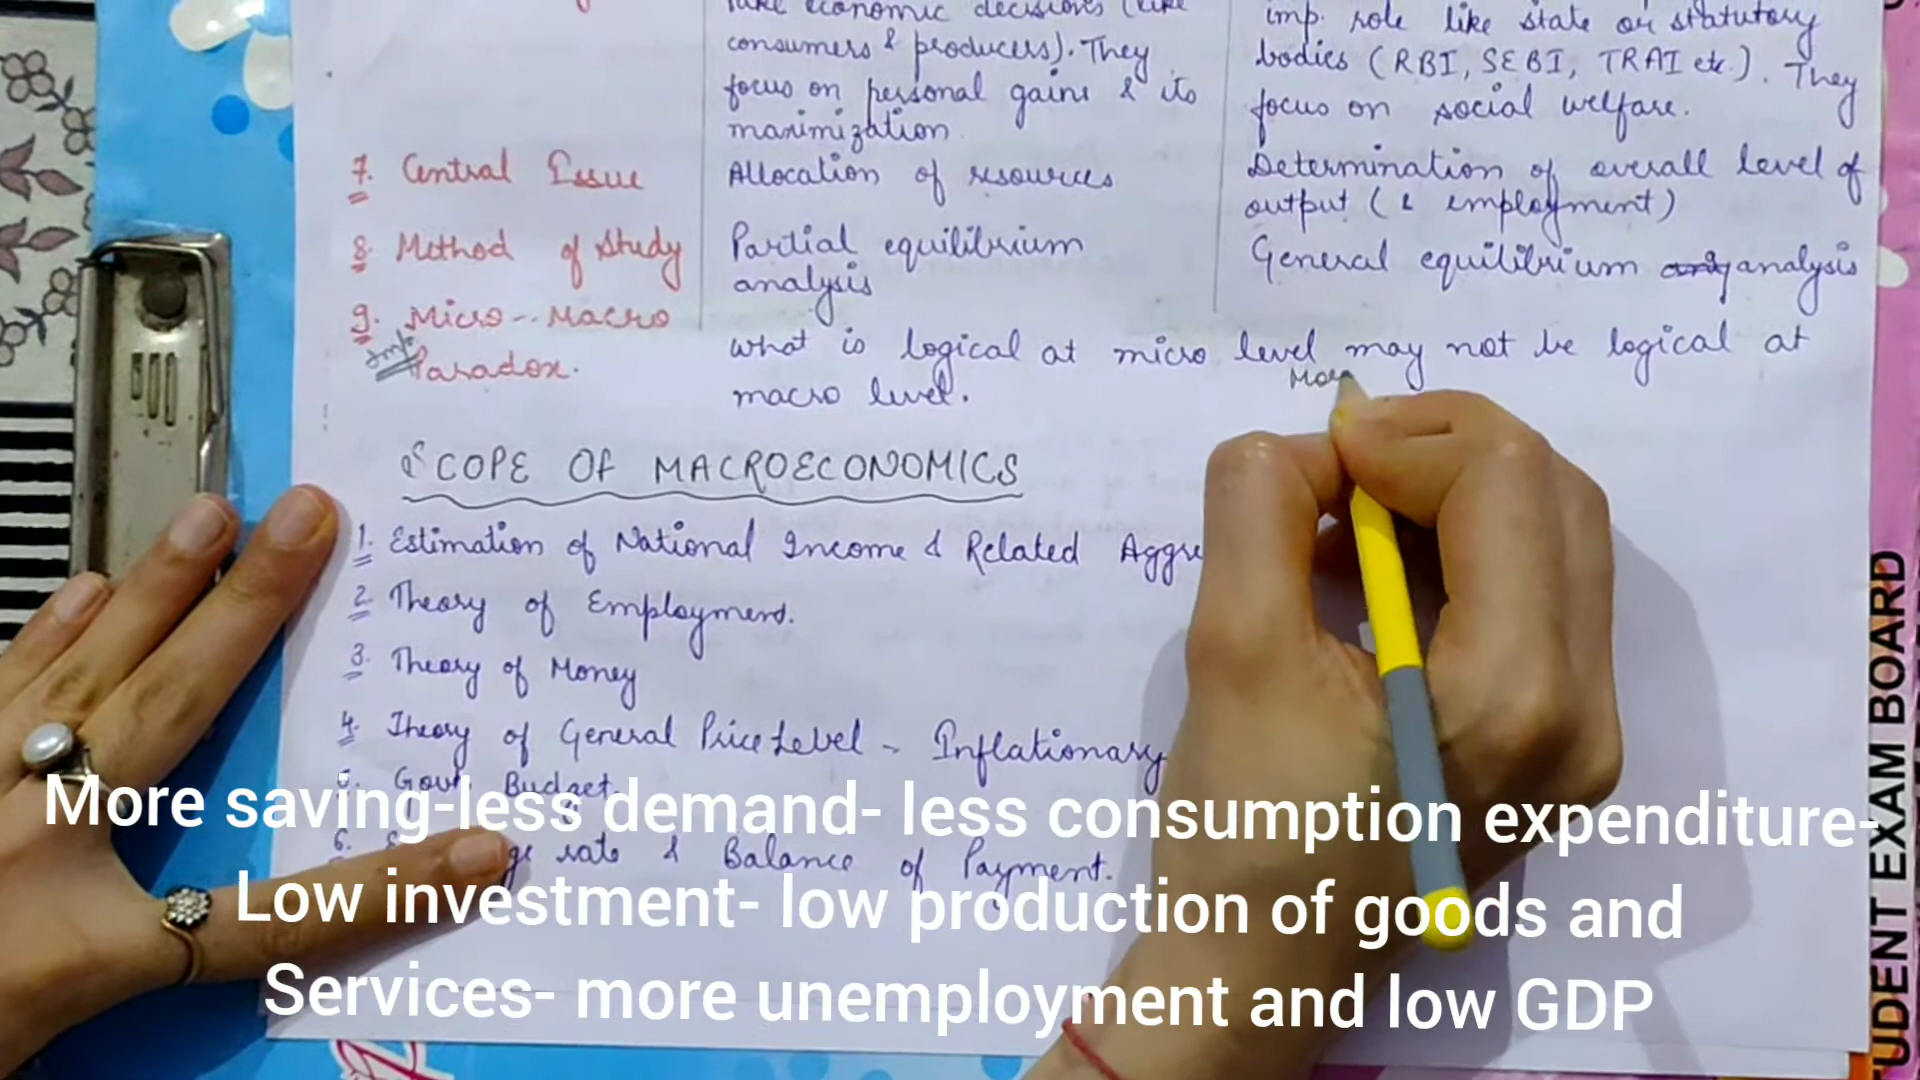 take economic decisions (like
consumers & producers). They
focus on personal gains & its
maximization
imp. role like state or statutory
bodies (RBI, SEBI, TRAI etc.). They
focus on social welfare.
7. Central Issue
Allocation of resources
Determination of overall level of
output (& employment)
8. Method of Study
Partial equilibrium
analysis
General equilibrium analysis
9. Micro-Macro
Imp.
Paradox.
What is logical at micro level may not be logical at
macro level.
SCOPE OF MACROECONOMICS
1. Estimation of National Income & Related Aggre
2. Theory of Employment.
3. Theory of Money
4. Theory of General Price Level - Inflationary
5. Govt. Budget.
6. rate & Balance of Payment.
More saving-less demand- less consumption expenditure-
Low investment- low production of goods and
Services- more unemployment and low GDP
UDENT EXAM BOARD